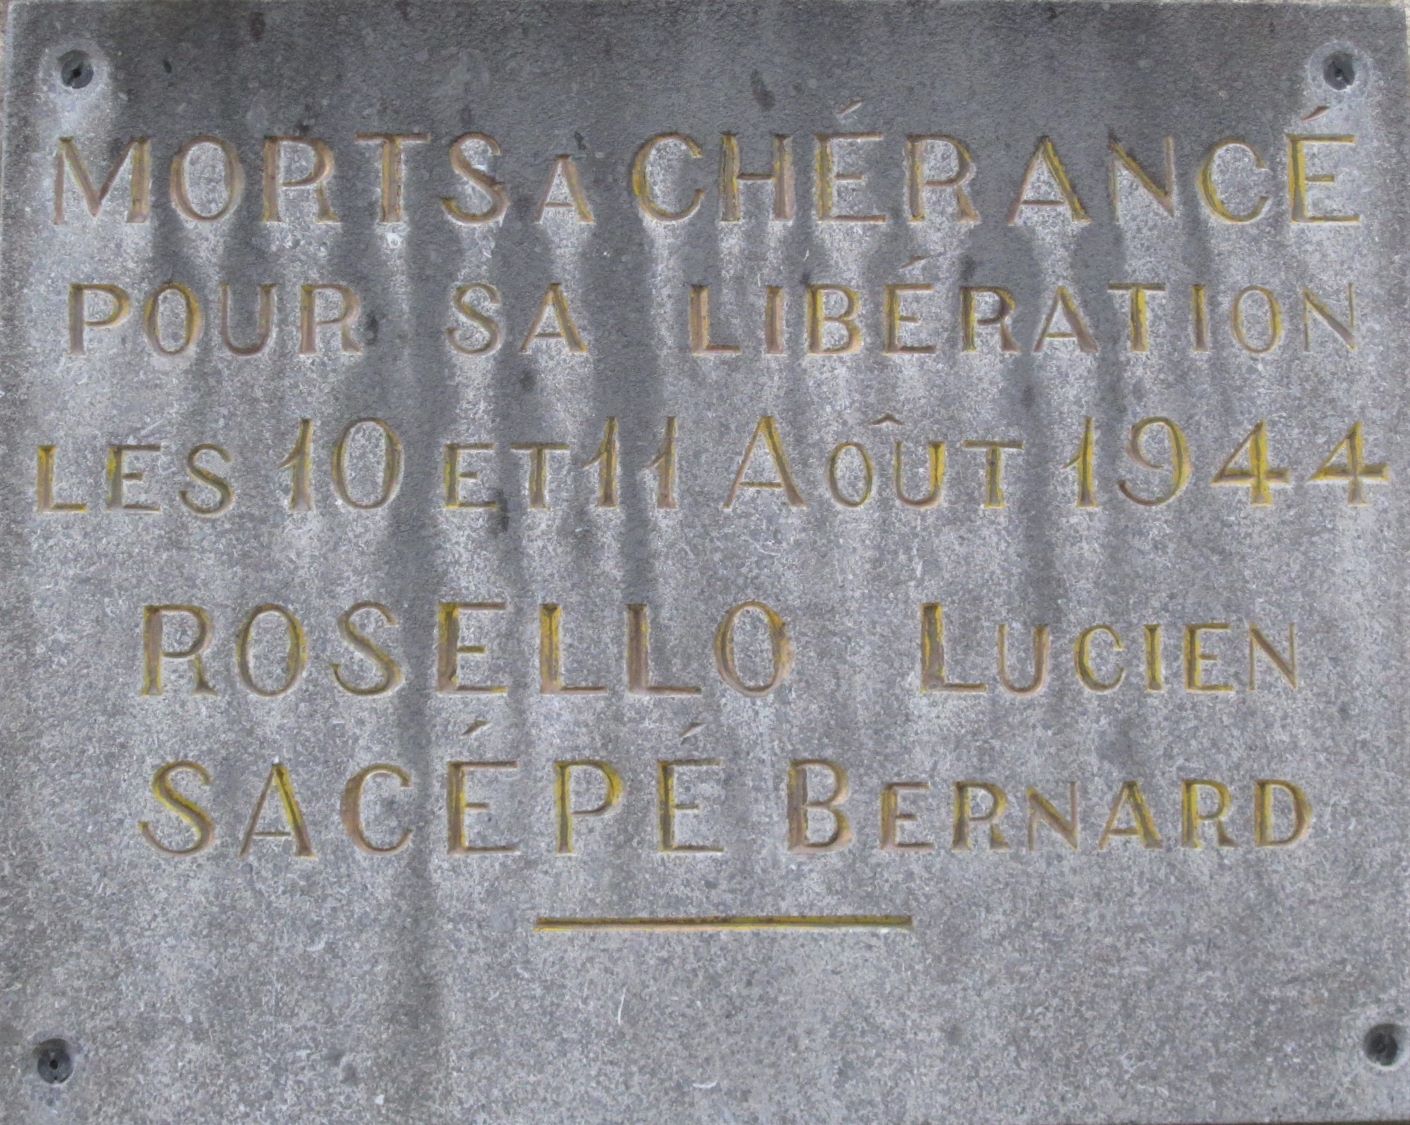 MORTS A CHÉRANCÉ
POUR SA LIBÉRATION
LES 10 ET 11 AOÛT 1944
ROSELLO LUCIEN
SACÉPÉ BERNARD